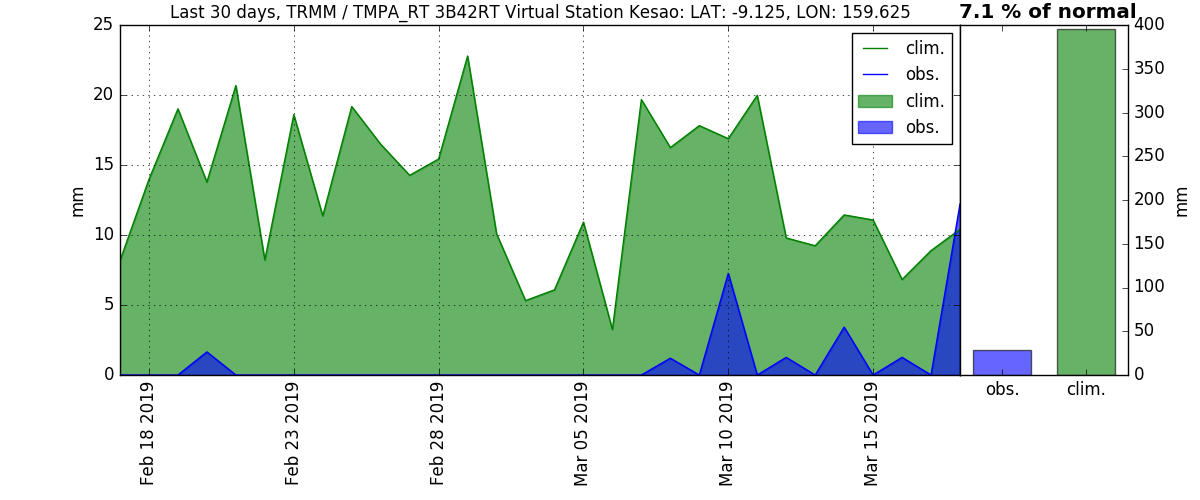 Last 30 days, TRMM / TMPA_RT 3B42RT Virtual Station Kesao: LAT: -9.125, LON: 159.625
7.1 % of normal
25
20
15
10
5
0
mm
clim.
obs.
clim.
obs.
Feb 18 2019
Feb 23 2019
Feb 28 2019
Mar 05 2019
Mar 10 2019
Mar 15 2019
400
350
300
250
200
150
100
50
0
mm
obs.
clim.